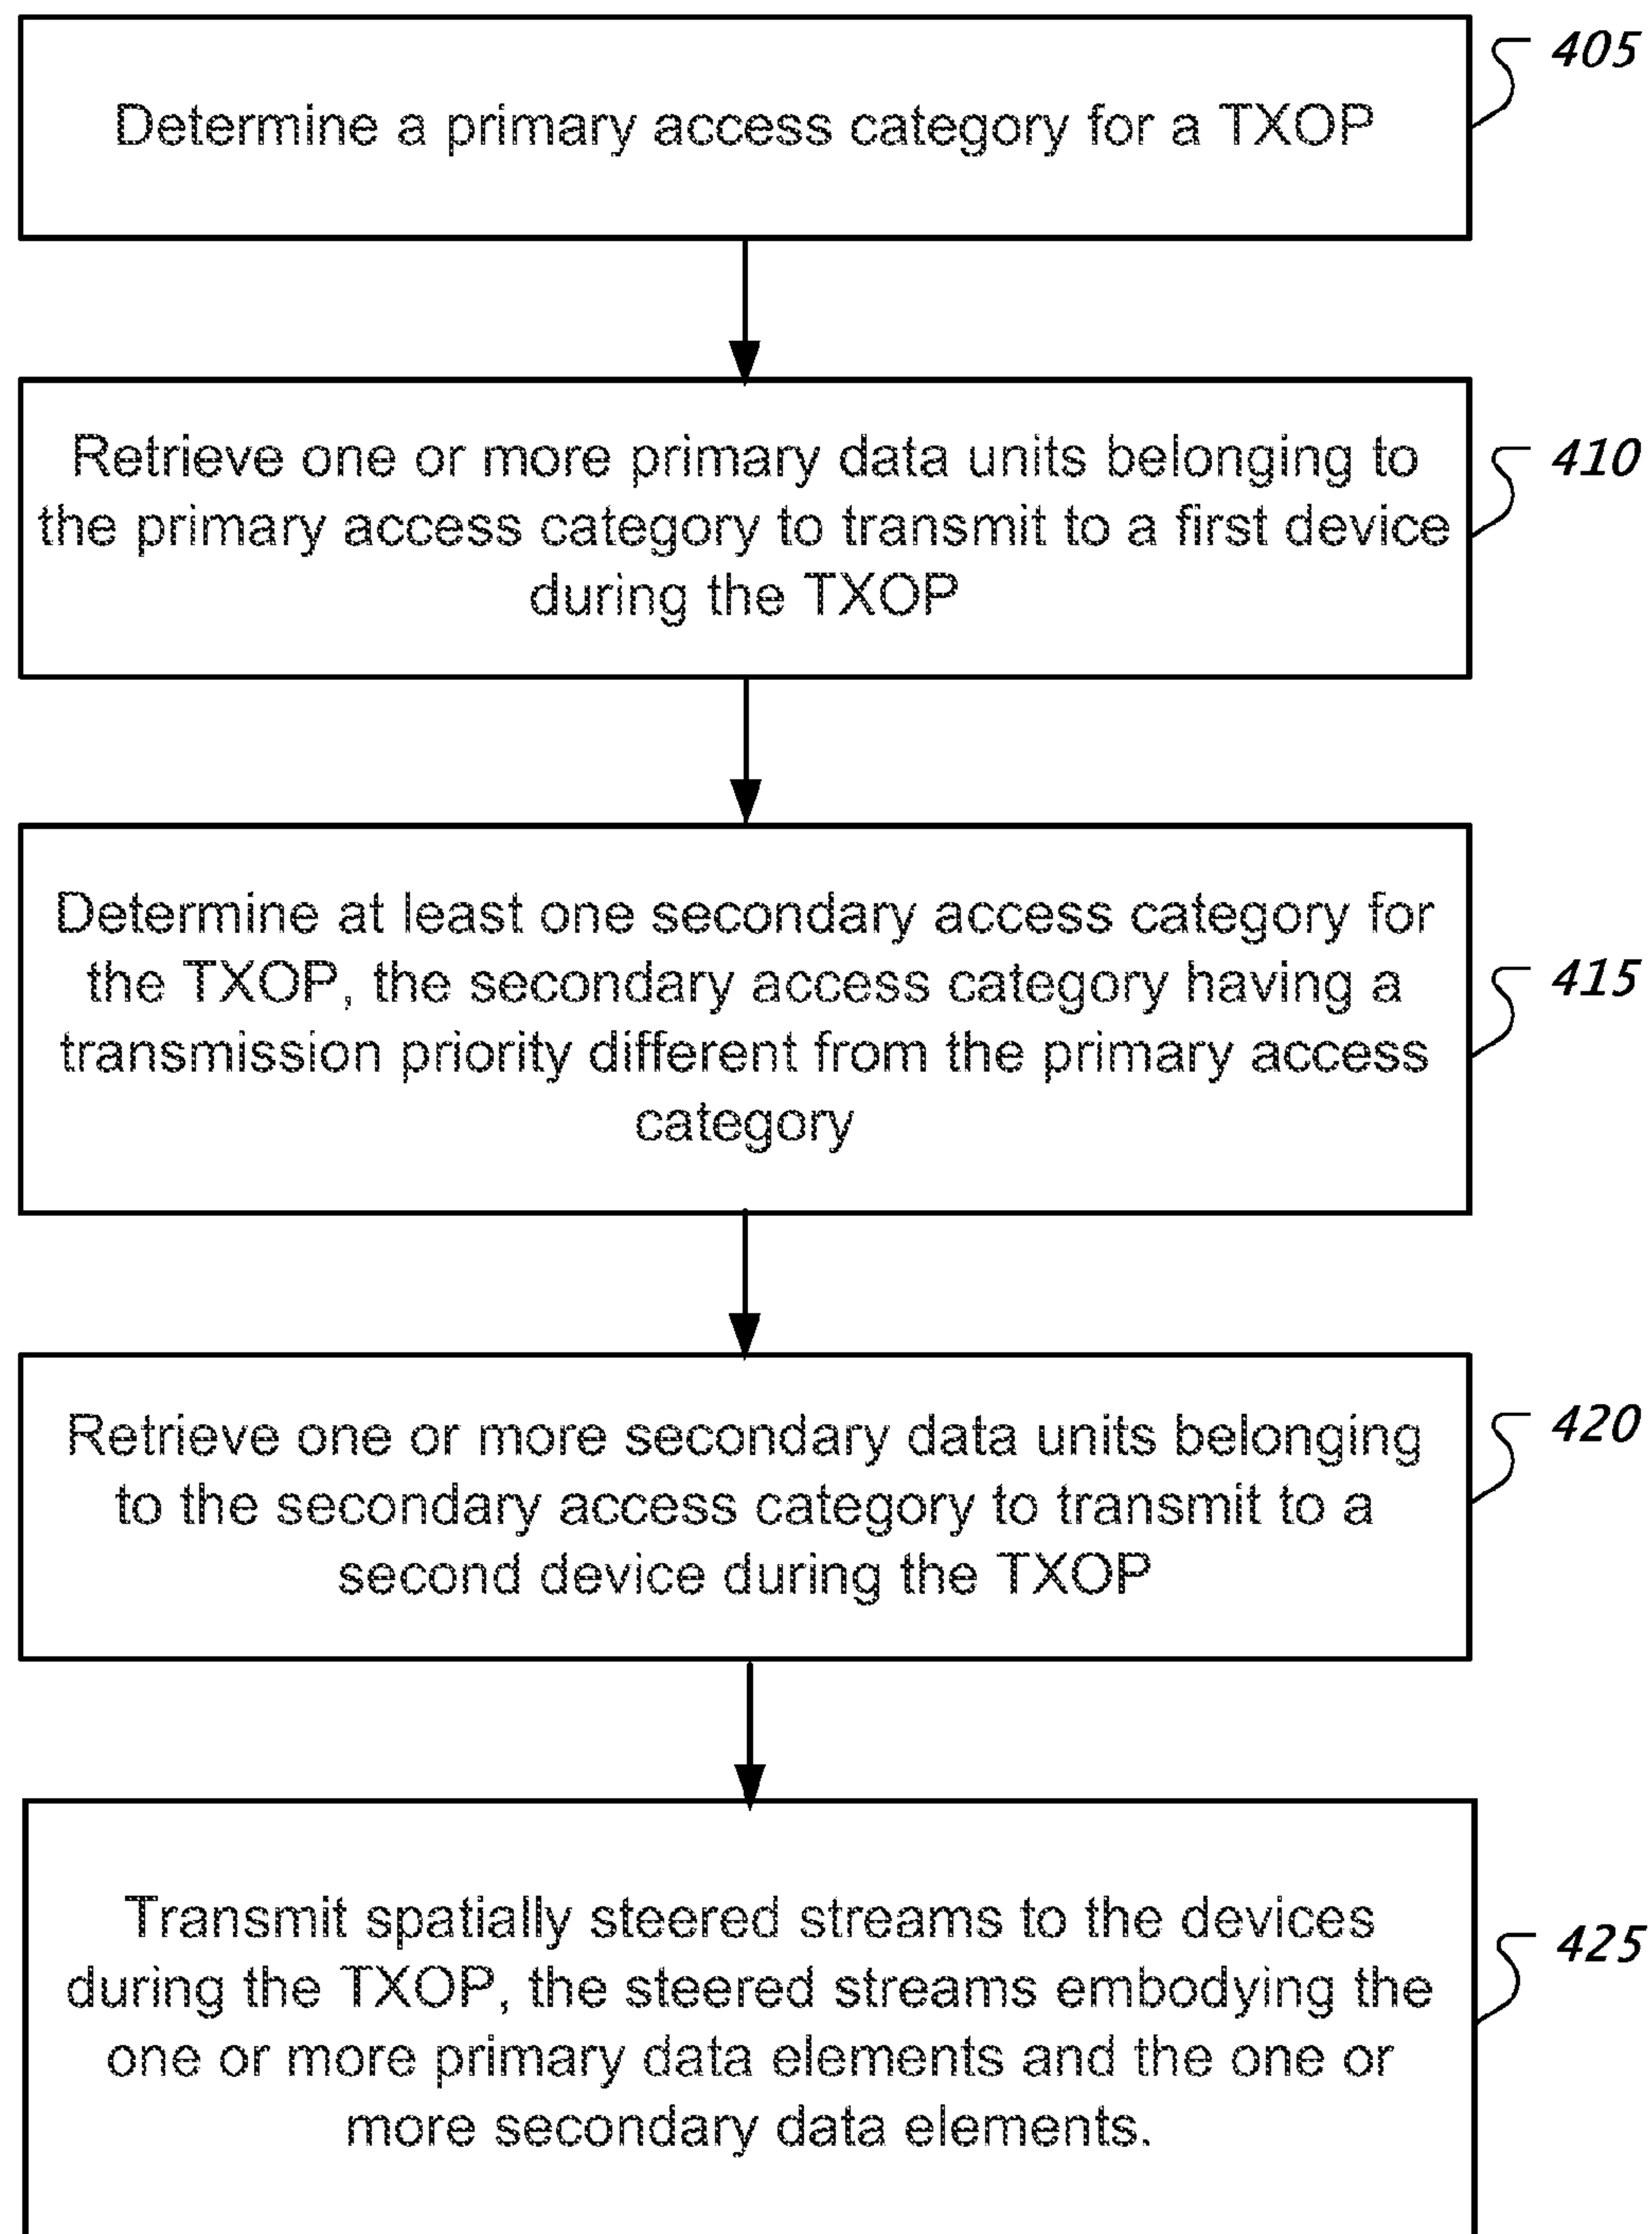 Determine a primary access category for a TXOP
405
Retrieve one or more primary data units belonging to
the primary access category to transmit to a first device
during the TXOP
410
Determine at least one secondary access category for
the TXOP, the secondary access category having a
transmission priority different from the primary access
category
415
Retrieve one or more secondary data units belonging
to the secondary access category to transmit to a
second device during the TXOP
420
Transmit spatially steered streams to the devices
during the TXOP, the steered streams embodying the
one or more primary data elements and the one or
more secondary data elements.
425